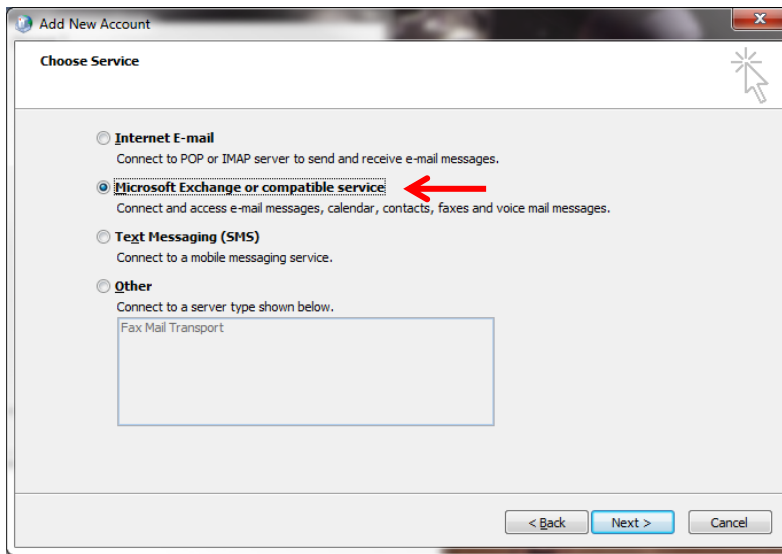 Add New Account
Choose Service
Internet E-mail
Connect to POP or IMAP server to send and receive e-mail messages.
Microsoft Exchange or compatible service
Connect and access e-mail messages, calendar, contacts, faxes and voice mail messages.
Text Messaging (SMS)
Connect to a mobile messaging service.
Other
Connect to a server type shown below.
Fax Mail Transport
< Back Next > Cancel